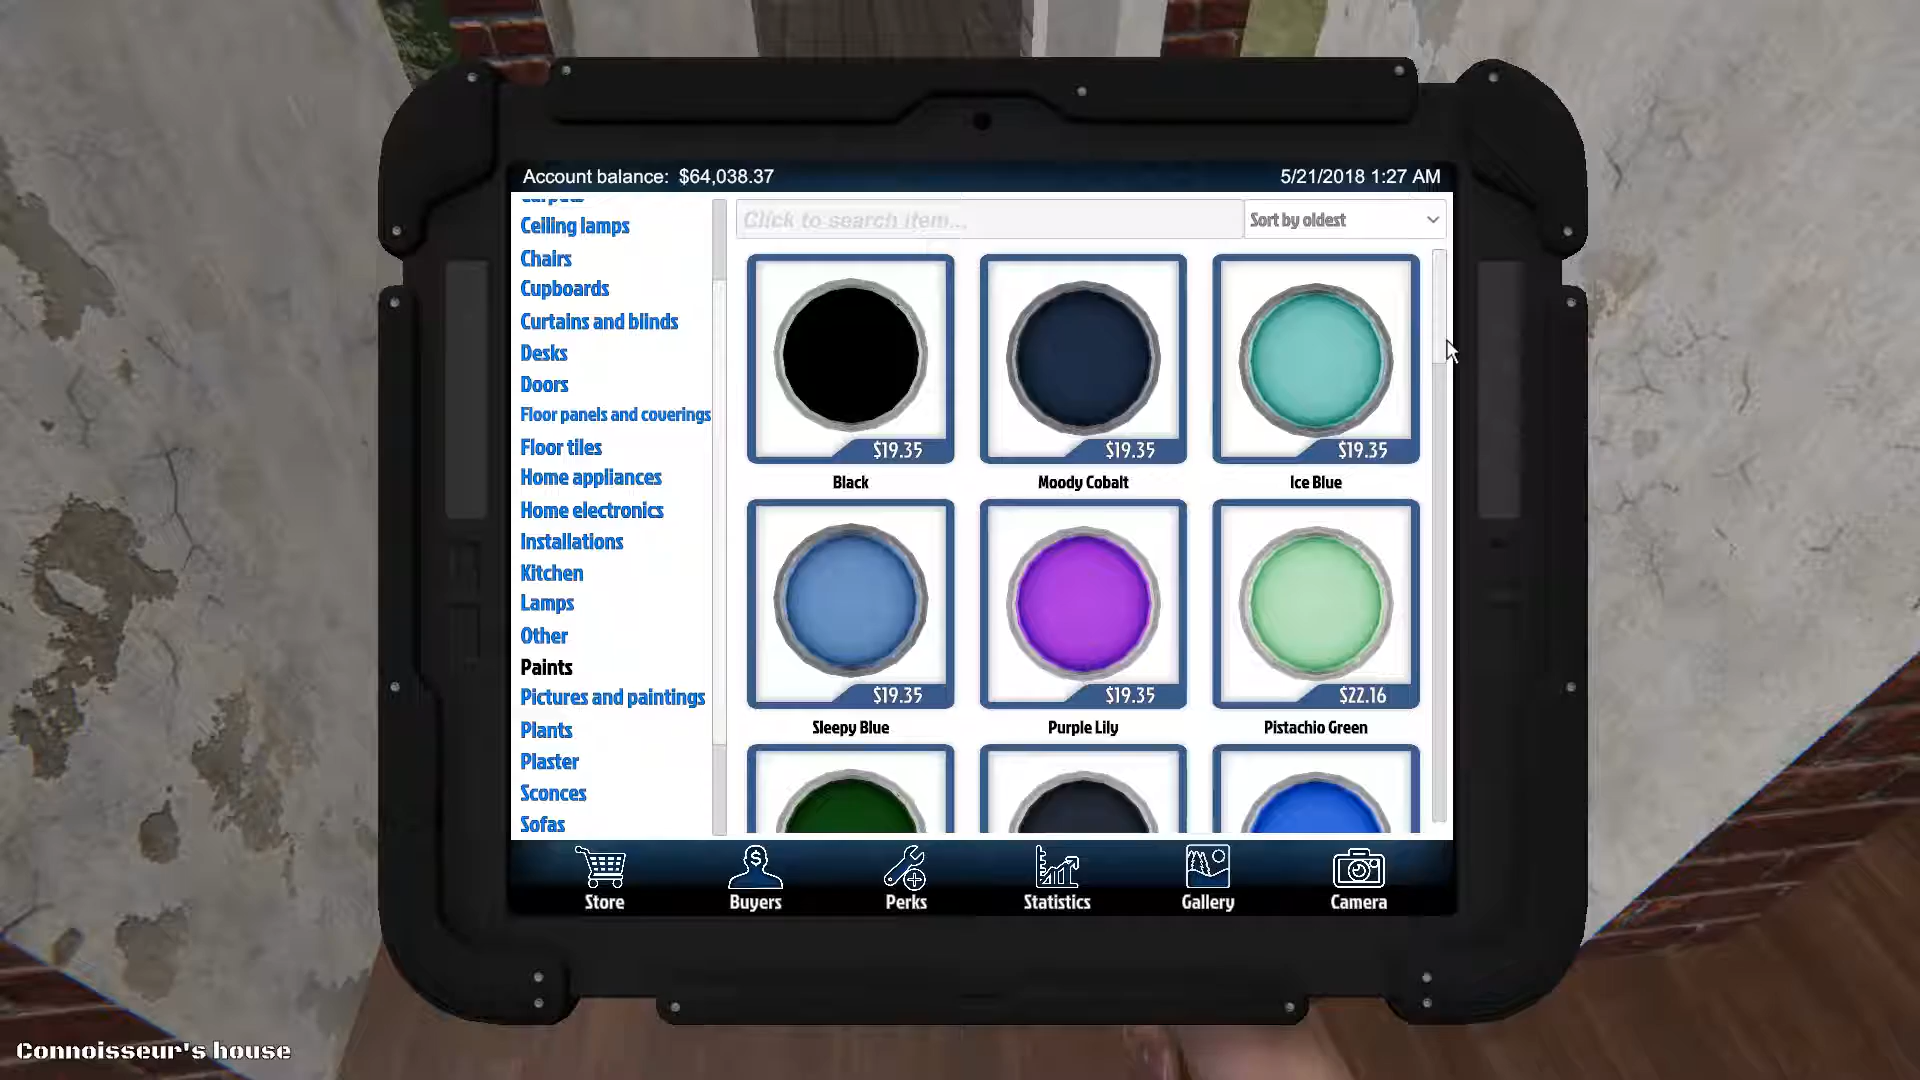 Account balance: $64,038.37
5/21/2018 1:27 AM
Carpets
Ceiling lamps
Chairs
Cupboards
Curtains and blinds
Desks
Doors
Floor panels and coverings
Floor tiles
Home appliances
Home electronics
Installations
Kitchen
Lamps
Other
Paints
Pictures and paintings
Plants
Plaster
Sconces
Sofas
Click to search item...
Sort by oldest
$19.35
$19.35
$19.35
Black
Moody Cobalt
Ice Blue
$19.35
$19.35
$22.16
Sleepy Blue
Purple Lily
Pistachio Green
Store
Buyers
Perks
Statistics
Gallery
Camera
Connoisseur's house